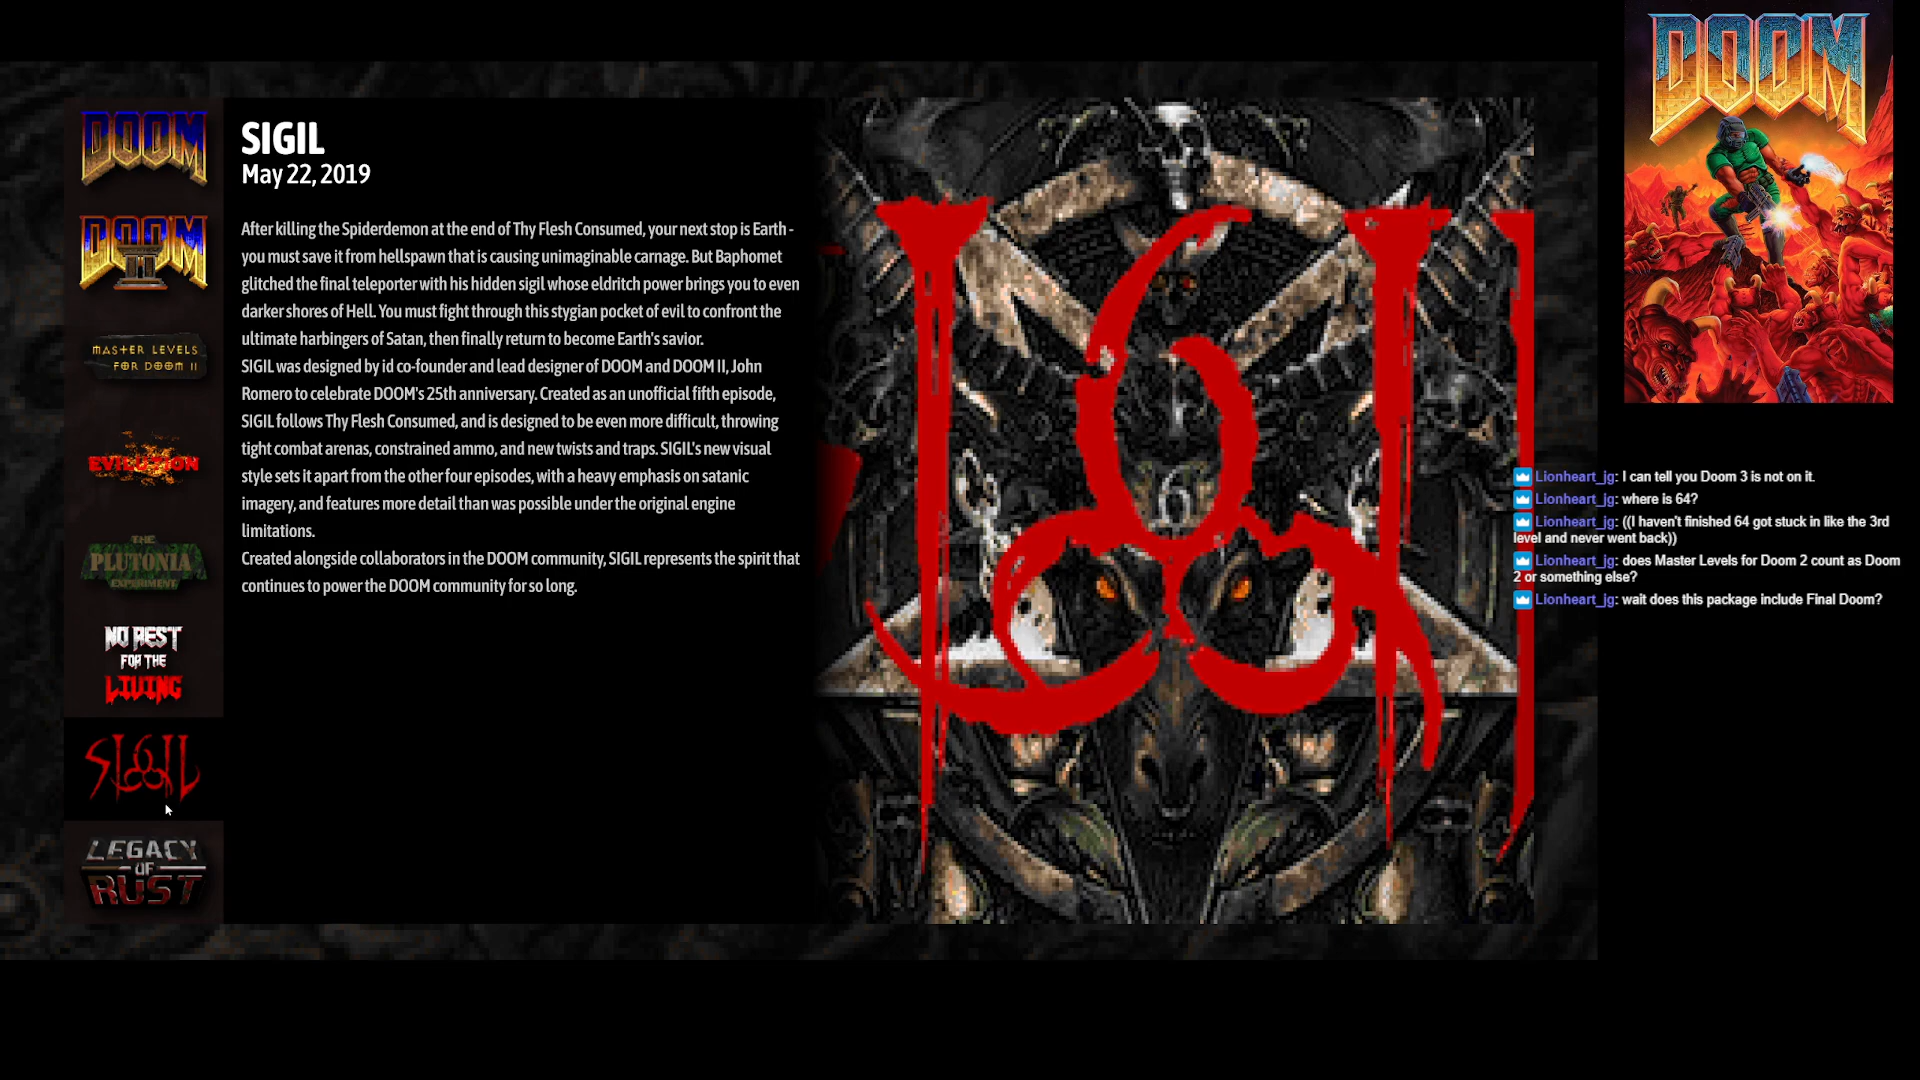 DOOM
DOOM
II
MASTER LEVELS
FOR DOOM II
EVILUTION
THE
PLUTONIA
EXPERIMENT
NO REST
FOR THE
LIVING
SIGIL
LEGACY
OF
RUST
SIGIL
May 22, 2019
After killing the Spiderdemon at the end of Thy Flesh Consumed, your next stop is Earth -
you must save it from hellspawn that is causing unimaginable carnage. But Baphomet
glitched the final teleporter with his hidden sigil whose eldritch power brings you to even
darker shores of Hell. You must fight through this stygian pocket of evil to confront the
ultimate harbingers of Satan, then finally return to become Earth's savior.
SIGIL was designed by id co-founder and lead designer of DOOM and DOOM II, John
Romero to celebrate DOOM's 25th anniversary. Created as an unofficial fifth episode,
SIGIL follows Thy Flesh Consumed, and is designed to be even more difficult, throwing
tight combat arenas, constrained ammo, and new twists and traps. SIGIL's new visual
style sets it apart from the other four episodes, with a heavy emphasis on satanic
imagery, and features more detail than was possible under the original engine
limitations.
Created alongside collaborators in the DOOM community, SIGIL represents the spirit that
continues to power the DOOM community for so long.
6
DOOM
Lionheart_jg: I can tell you Doom 3 is not on it.
Lionheart_jg: where is 64?
Lionheart_jg: ((I haven't finished 64 got stuck in like the 3rd
level and never went back))
Lionheart_jg: does Master Levels for Doom 2 count as Doom
2 or something else?
Lionheart_jg: wait does this package include Final Doom?